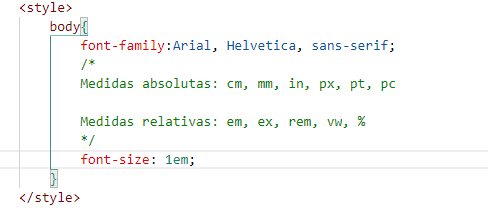 <style>
body{
font-family:Arial, Helvetica, sans-serif;
/*
Medidas absolutas: cm, mm, in, px, pt, pc
Medidas relativas: em, ex, rem, vw, %
*/
font-size: 1em;
}
</style>